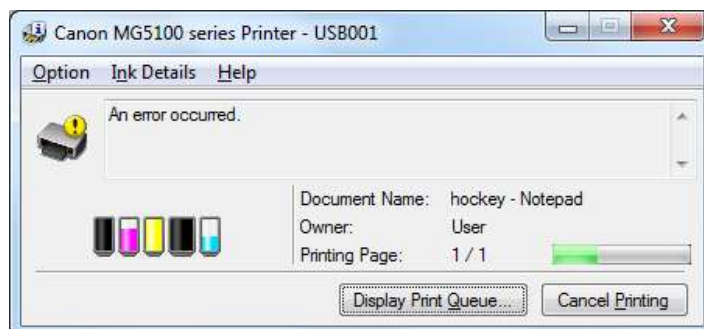 Canon MG5100 series Printer - USB001
Option Ink Details Help
An error occurred.
Document Name: hockey - Notepad
Owner: User
Printing Page: 1 / 1
Display Print Queue... Cancel Printing